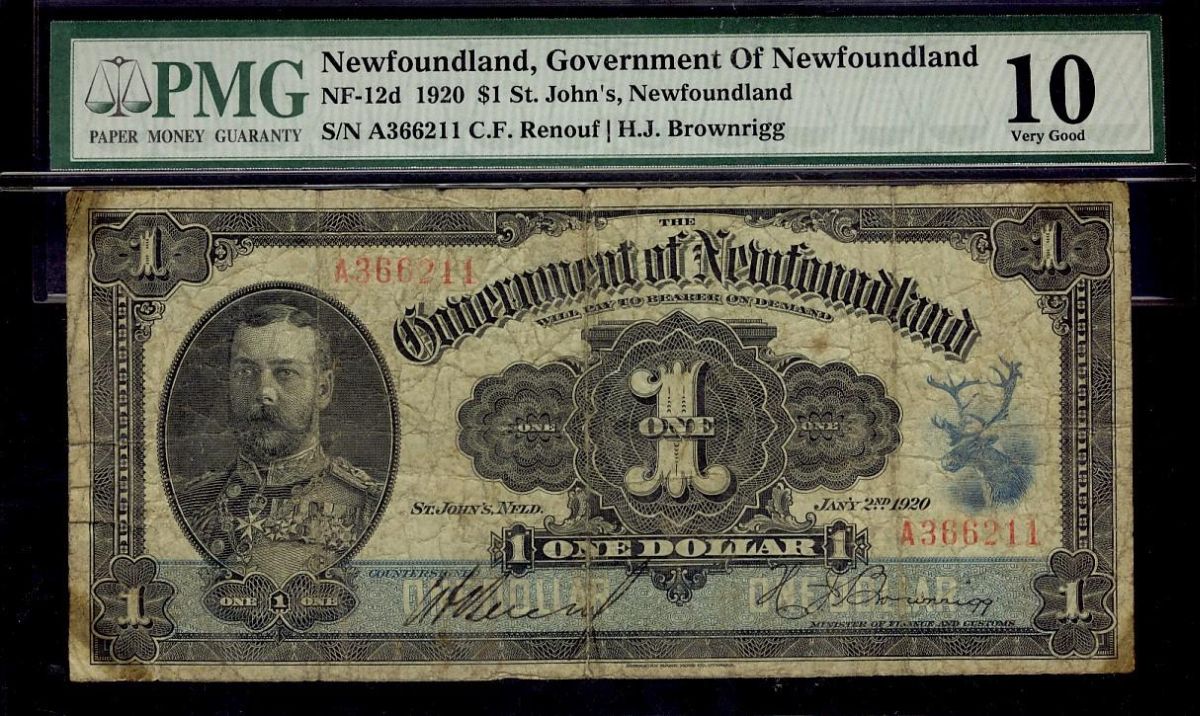 PMG
PAPER MONEY GUARANTY
Newfoundland, Government Of Newfoundland
NF-12d 1920 $1 St. John's, Newfoundland
S/N A366211 C.F. Renouf | H.J. Brownrigg
10
Very Good
1
1
A366211
THE
Government of Newfoundland
WILL PAY TO BEARER ON DEMAND
ONE
1
ONE
ONE
ST. JOHN'S, NFLD.
JAN'Y 2ND 1920
A366211
1 ONE DOLLAR 1
ONE DOLLAR
ONE DOLLAR
H J Brownrigg
MINISTER OF FINANCE AND CUSTOMS
ONE 1 ONE
1
1